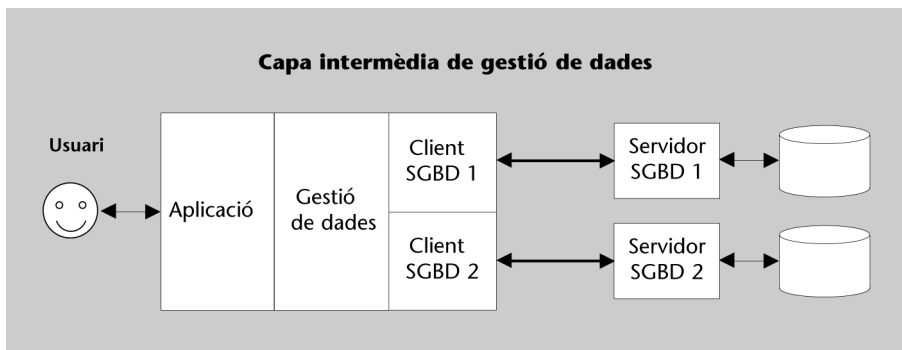 Capa intermèdia de gestió de dades
Usuari
Aplicació
Gestió
de dades
Client
SGBD 1
Servidor
SGBD 1
Client
SGBD 2
Servidor
SGBD 2